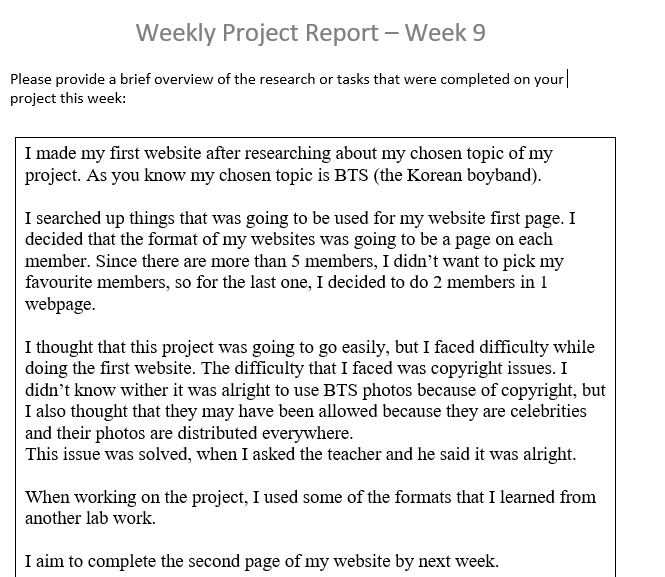 Weekly Project Report – Week 9
Please provide a brief overview of the research or tasks that were completed on your
project this week:
I made my first website after researching about my chosen topic of my
project. As you know my chosen topic is BTS (the Korean boyband).
I searched up things that was going to be used for my website first page. I
decided that the format of my websites was going to be a page on each
member. Since there are more than 5 members, I didn’t want to pick my
favourite members, so for the last one, I decided to do 2 members in 1
webpage.
I thought that this project was going to go easily, but I faced difficulty while
doing the first website. The difficulty that I faced was copyright issues. I
didn’t know wither it was alright to use BTS photos because of copyright, but
I also thought that they may have been allowed because they are celebrities
and their photos are distributed everywhere.
This issue was solved, when I asked the teacher and he said it was alright.
When working on the project, I used some of the formats that I learned from
another lab work.
I aim to complete the second page of my website by next week.